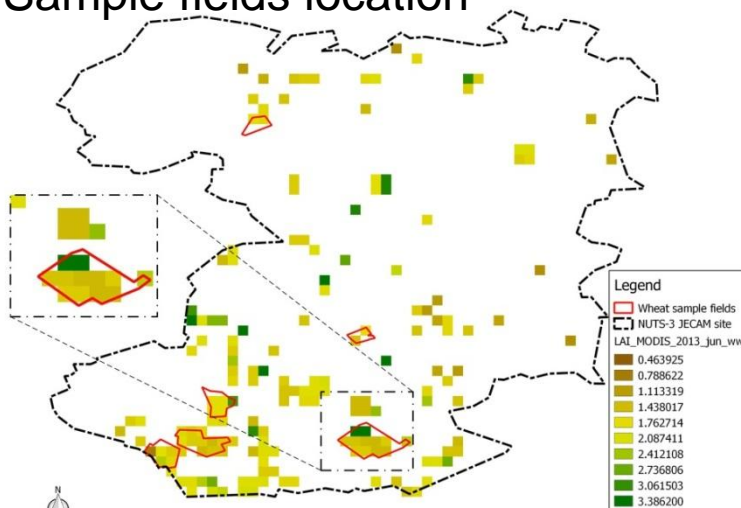 Sample fields location
Legend
Wheat sample fields
NUTS-3 JECAM site
LAI_MODIS_2013_jun_ww
0.463925
0.788622
1.113319
1.438017
1.762714
2.087411
2.412108
2.736806
3.061503
3.386200
N